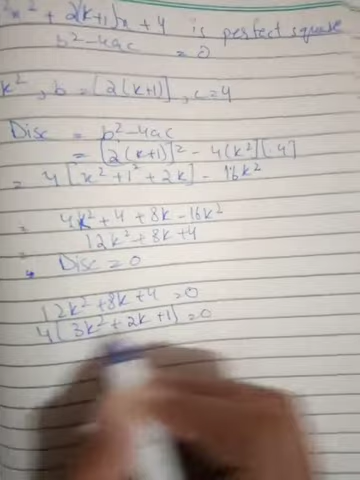 x² + 2(k+1)x + 4 is perfect square
b²-4ac = 0
k², b = [2(k+1)], c=4
Disc = b²-4ac
= [2(k+1)]² - 4(k²)(4)
= 4[k²+1²+2k] - 16k²
= 4k²+4+8k-16k²
= 12k²+8k+4
Disc = 0
12k²+8k+4=0
4(3k²+2k+1)=0